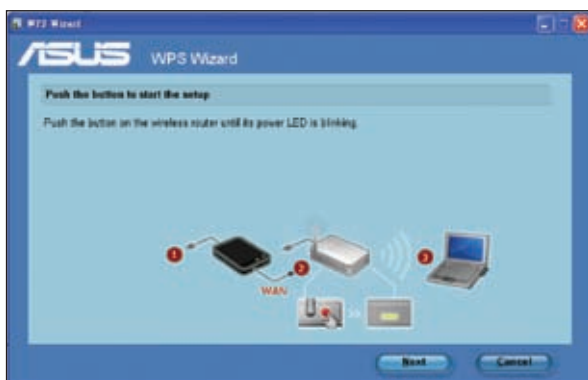 WPS Wizard
ASUS WPS Wizard
Push the button to start the setup
Push the button on the wireless router until its power LED is blinking.
1
2
3
WAN
Next
Cancel